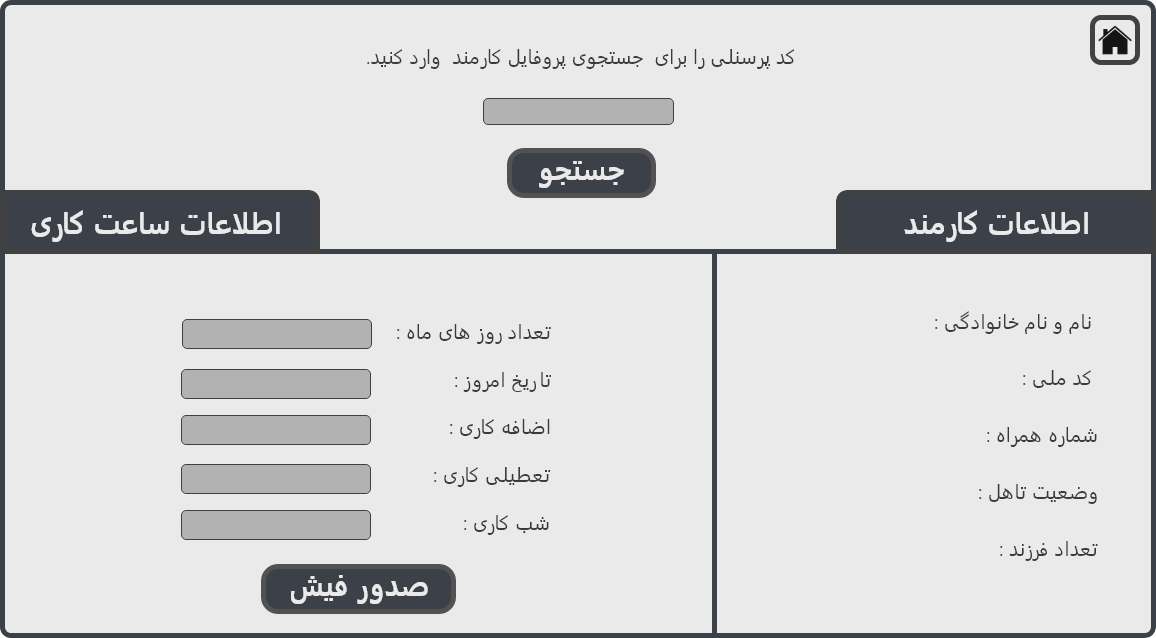 کد پرسنلی را برای جستجوی پروفایل کارمند وارد کنید.
جستجو
اطلاعات کارمند
نام و نام خانوادگی :
کد ملی :
شماره همراه :
وضعیت تاهل :
تعداد فرزند :
اطلاعات ساعت کاری
تعداد روز های ماه :
تاریخ امروز :
اضافه کاری :
تعطیلی کاری :
شب کاری :
صدور فیش